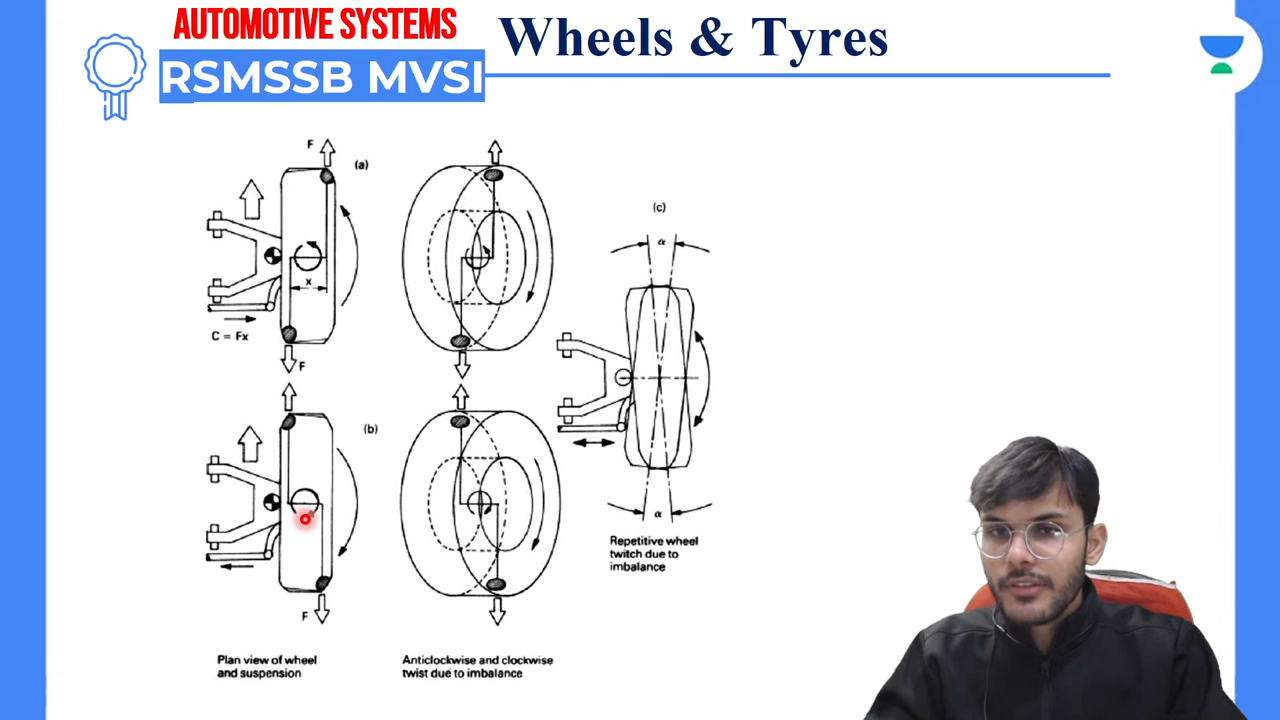 AUTOMOTIVE SYSTEMS
Wheels & Tyres
RSMSSB MVSI
F
(a)
x
C = Fx
F
(b)
F
(c)
α
α
Repetitive wheel
twitch due to
imbalance
Plan view of wheel
and suspension
Anticlockwise and clockwise
twist due to imbalance